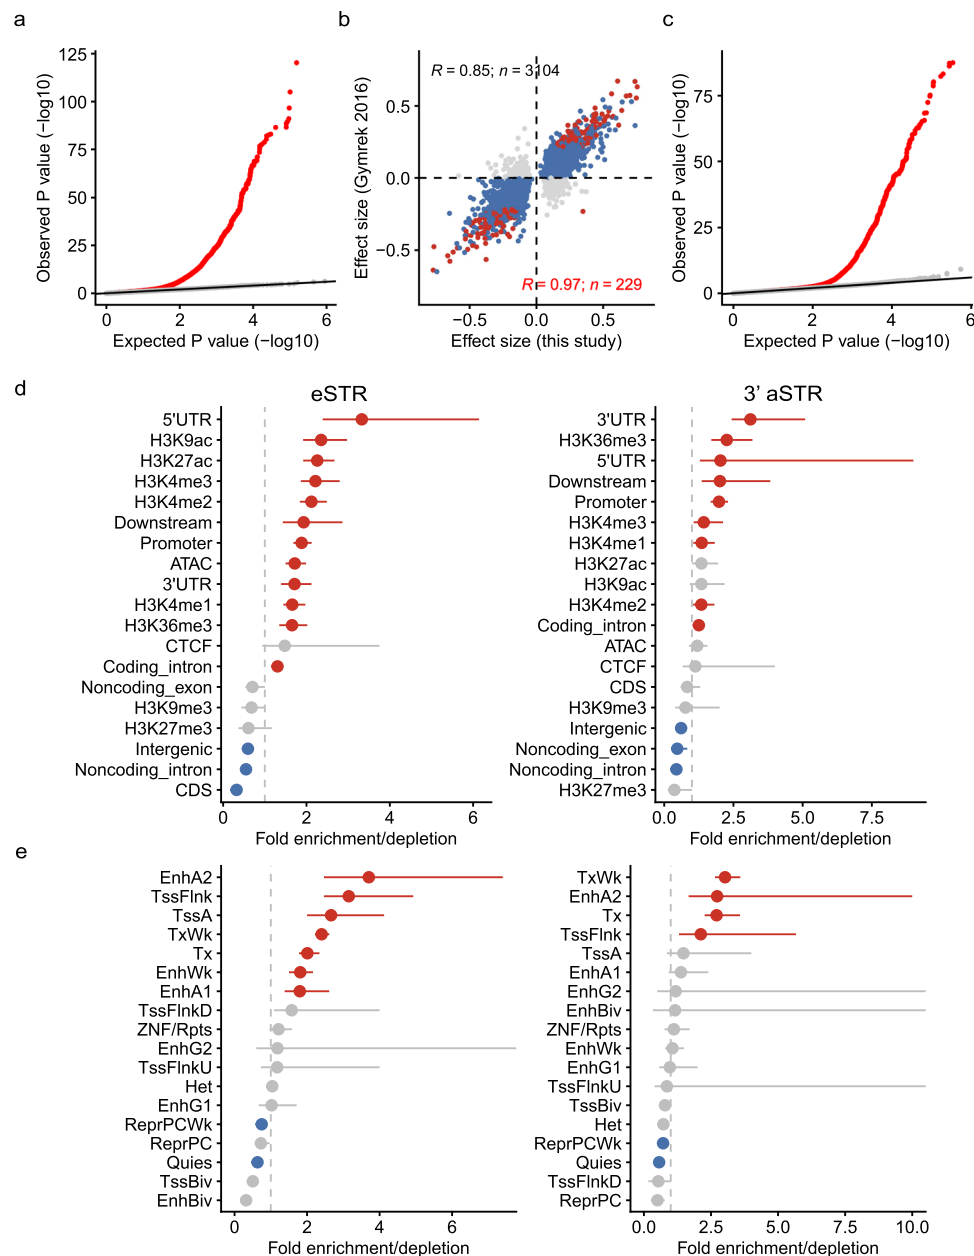 a
125
100
75
50
25
0
0
2
4
6
Observed P value (−log10)
Expected P value (−log10)
b
R = 0.85; n = 3104
0.5
0.0
−0.5
R = 0.97; n = 229
−0.5
0.0
0.5
Effect size (Gymrek 2016)
Effect size (this study)
c
75
50
25
0
0
2
4
6
Observed P value (−log10)
Expected P value (−log10)
d
eSTR
5'UTR
H3K9ac
H3K27ac
H3K4me3
H3K4me2
Downstream
Promoter
ATAC
3'UTR
H3K4me1
H3K36me3
CTCF
Coding_intron
Noncoding_exon
H3K9me3
H3K27me3
Intergenic
Noncoding_intron
CDS
0
2
4
6
Fold enrichment/depletion
3’ aSTR
3'UTR
H3K36me3
5'UTR
Downstream
Promoter
H3K4me3
H3K4me1
H3K27ac
H3K9ac
H3K4me2
Coding_intron
ATAC
CTCF
CDS
H3K9me3
Intergenic
Noncoding_exon
Noncoding_intron
H3K27me3
0.0
2.5
5.0
7.5
Fold enrichment/depletion
e
EnhA2
TssFlnk
TssA
TxWk
Tx
EnhWk
EnhA1
TssFlnkD
ZNF/Rpts
EnhG2
TssFlnkU
Het
EnhG1
ReprPCWk
ReprPC
Quies
TssBiv
EnhBiv
0
2
4
6
Fold enrichment/depletion
TxWk
EnhA2
Tx
TssFlnk
TssA
EnhA1
EnhG2
EnhBiv
ZNF/Rpts
EnhWk
EnhG1
TssFlnkU
TssBiv
Het
ReprPCWk
Quies
TssFlnkD
ReprPC
0.0
2.5
5.0
7.5
10.0
Fold enrichment/depletion